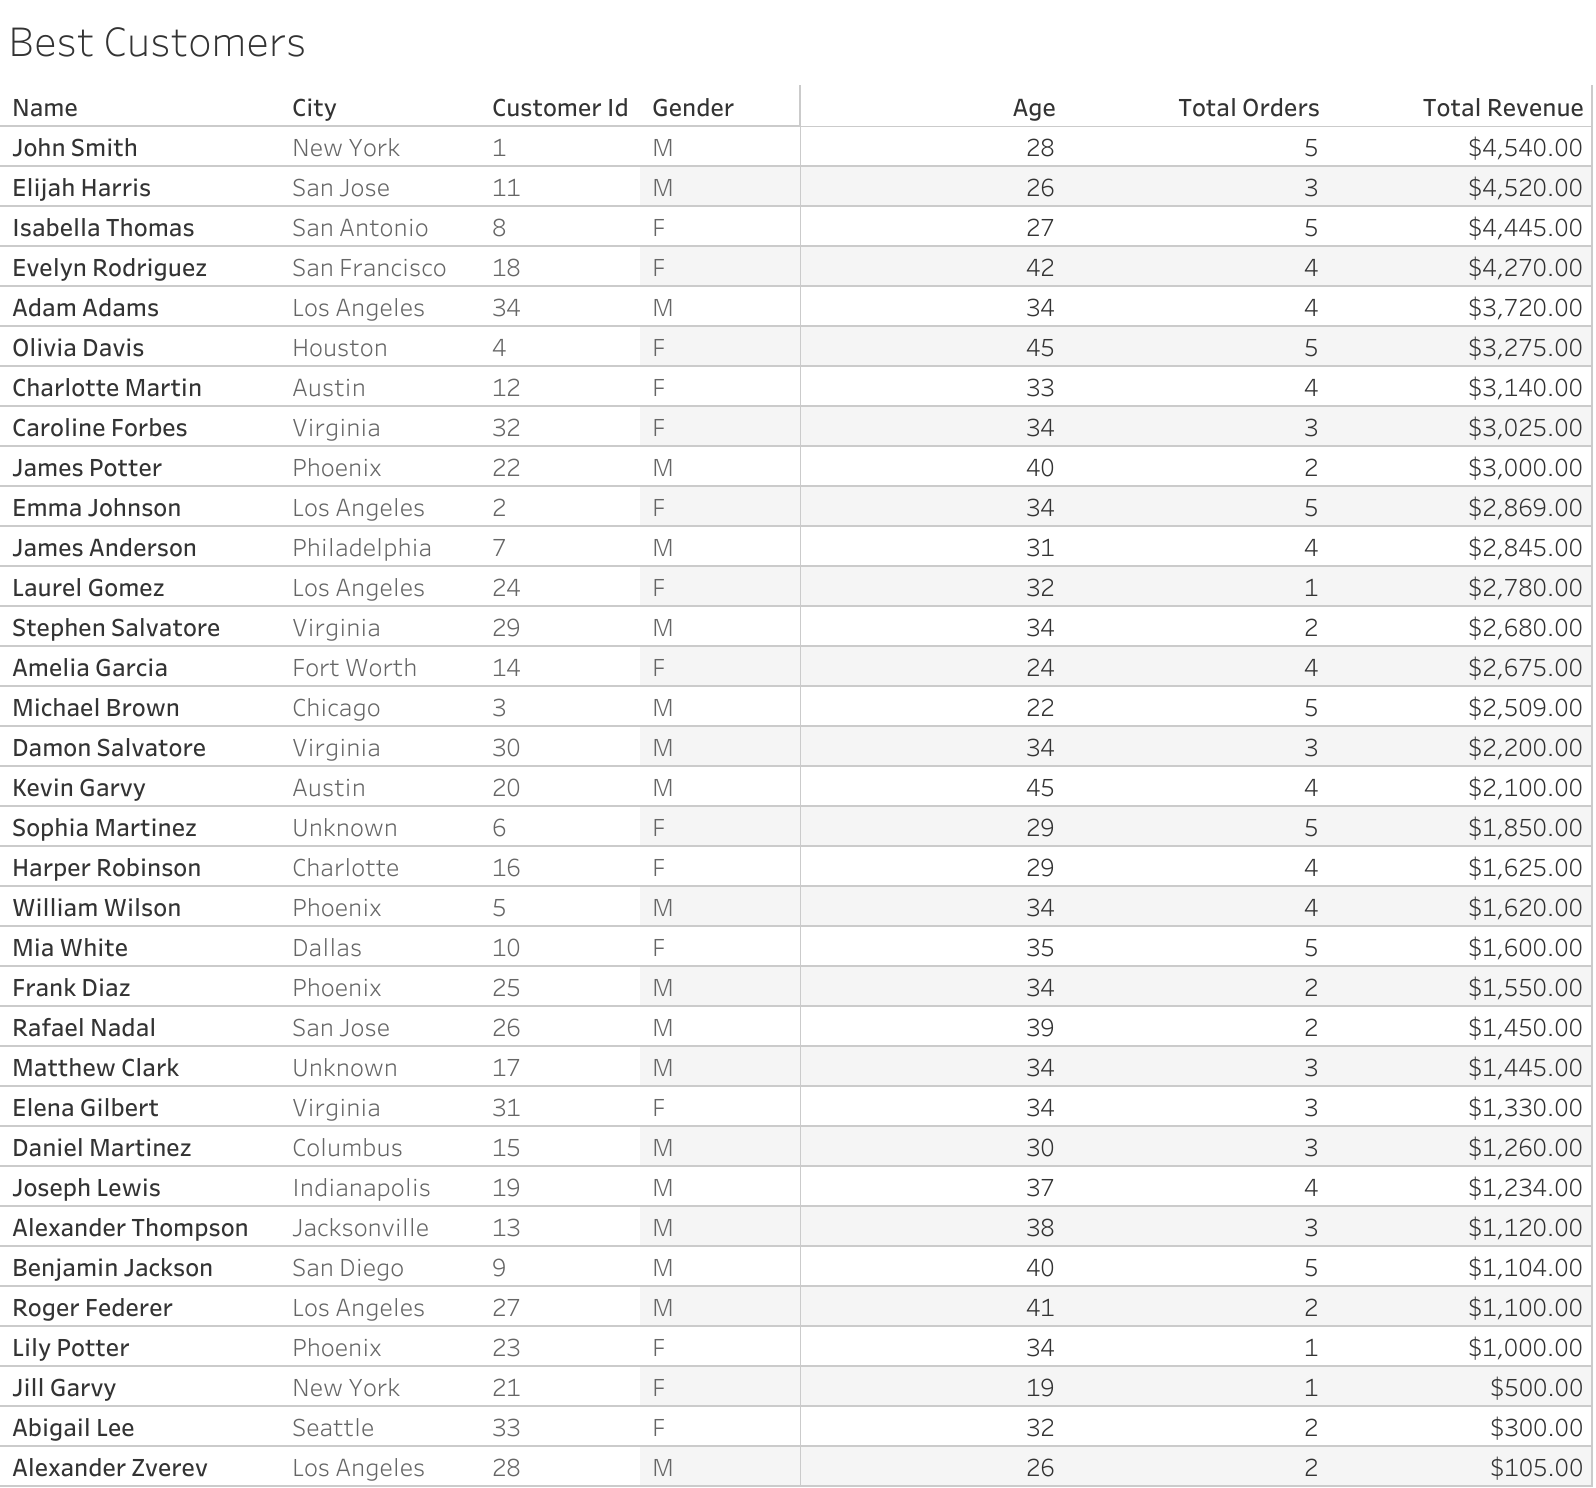 Best Customers
Name City Customer Id Gender Age Total Orders Total Revenue
John Smith New York 1 M 28 5 $4,540.00
Elijah Harris San Jose 11 M 26 3 $4,520.00
Isabella Thomas San Antonio 8 F 27 5 $4,445.00
Evelyn Rodriguez San Francisco 18 F 42 4 $4,270.00
Adam Adams Los Angeles 34 M 34 4 $3,720.00
Olivia Davis Houston 4 F 45 5 $3,275.00
Charlotte Martin Austin 12 F 33 4 $3,140.00
Caroline Forbes Virginia 32 F 34 3 $3,025.00
James Potter Phoenix 22 M 40 2 $3,000.00
Emma Johnson Los Angeles 2 F 34 5 $2,869.00
James Anderson Philadelphia 7 M 31 4 $2,845.00
Laurel Gomez Los Angeles 24 F 32 1 $2,780.00
Stephen Salvatore Virginia 29 M 34 2 $2,680.00
Amelia Garcia Fort Worth 14 F 24 4 $2,675.00
Michael Brown Chicago 3 M 22 5 $2,509.00
Damon Salvatore Virginia 30 M 34 3 $2,200.00
Kevin Garvy Austin 20 M 45 4 $2,100.00
Sophia Martinez Unknown 6 F 29 5 $1,850.00
Harper Robinson Charlotte 16 F 29 4 $1,625.00
William Wilson Phoenix 5 M 34 4 $1,620.00
Mia White Dallas 10 F 35 5 $1,600.00
Frank Diaz Phoenix 25 M 34 2 $1,550.00
Rafael Nadal San Jose 26 M 39 2 $1,450.00
Matthew Clark Unknown 17 M 34 3 $1,445.00
Elena Gilbert Virginia 31 F 34 3 $1,330.00
Daniel Martinez Columbus 15 M 30 3 $1,260.00
Joseph Lewis Indianapolis 19 M 37 4 $1,234.00
Alexander Thompson Jacksonville 13 M 38 3 $1,120.00
Benjamin Jackson San Diego 9 M 40 5 $1,104.00
Roger Federer Los Angeles 27 M 41 2 $1,100.00
Lily Potter Phoenix 23 F 34 1 $1,000.00
Jill Garvy New York 21 F 19 1 $500.00
Abigail Lee Seattle 33 F 32 2 $300.00
Alexander Zverev Los Angeles 28 M 26 2 $105.00